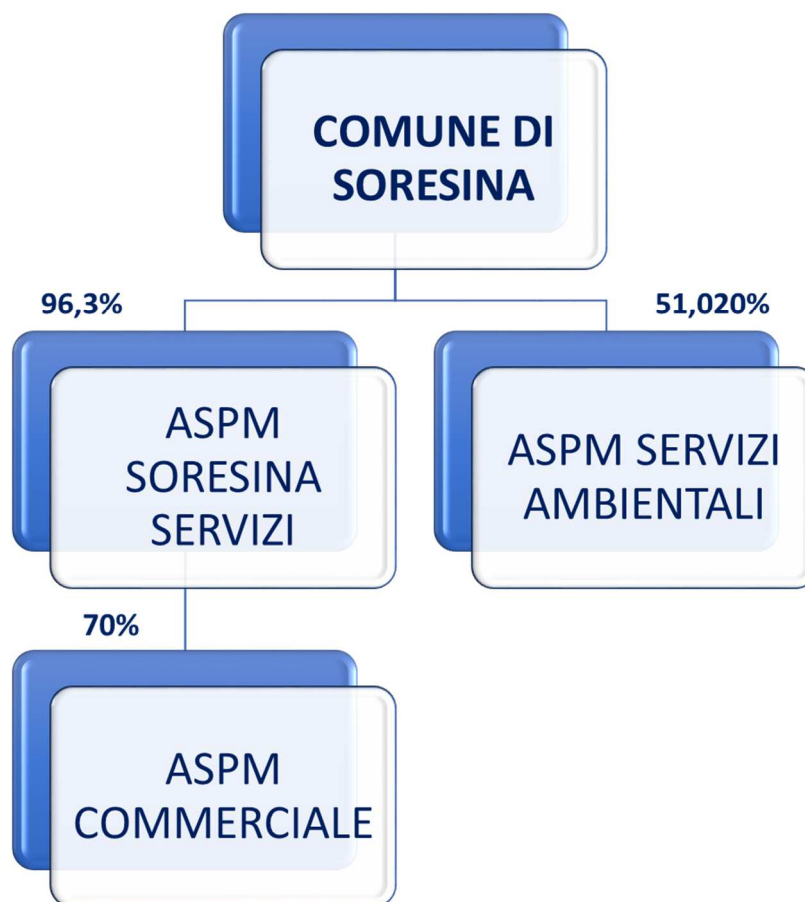 COMUNE DI
SORESINA
96,3%
51,020%
ASPM
SORESINA
SERVIZI
ASPM SERVIZI
AMBIENTALI
70%
ASPM
COMMERCIALE